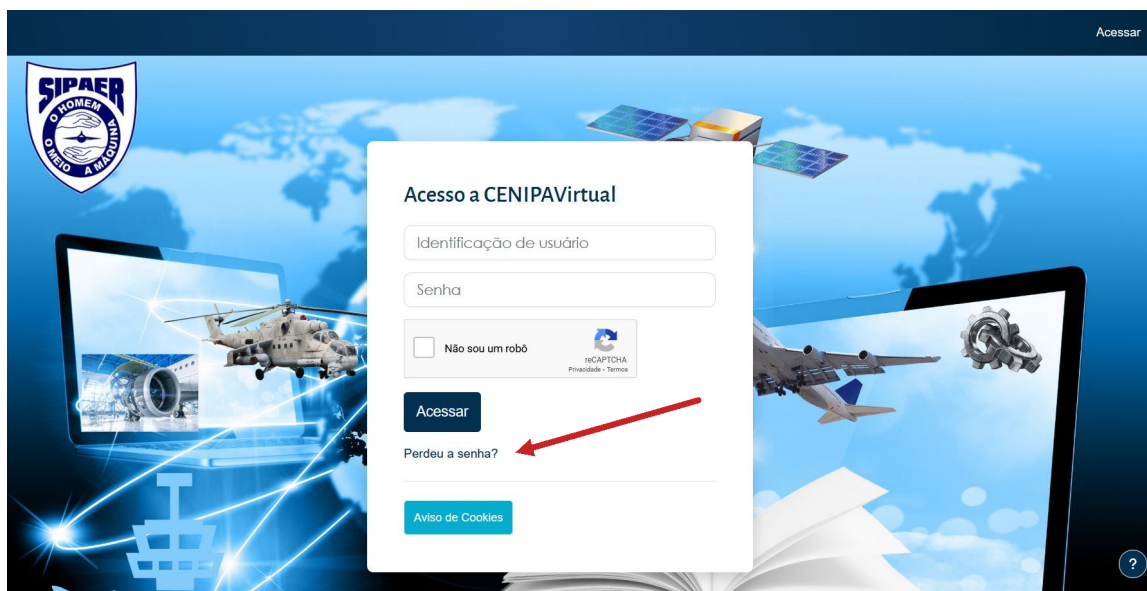 Acessar
SIPAER
O HOMEM
O MEIO
A MÁQUINA
Acesso a CENIPAVirtual
Identificação de usuário
Senha
Não sou um robô
reCAPTCHA
Privacidade - Termos
Acessar
Perdeu a senha?
Aviso de Cookies
?